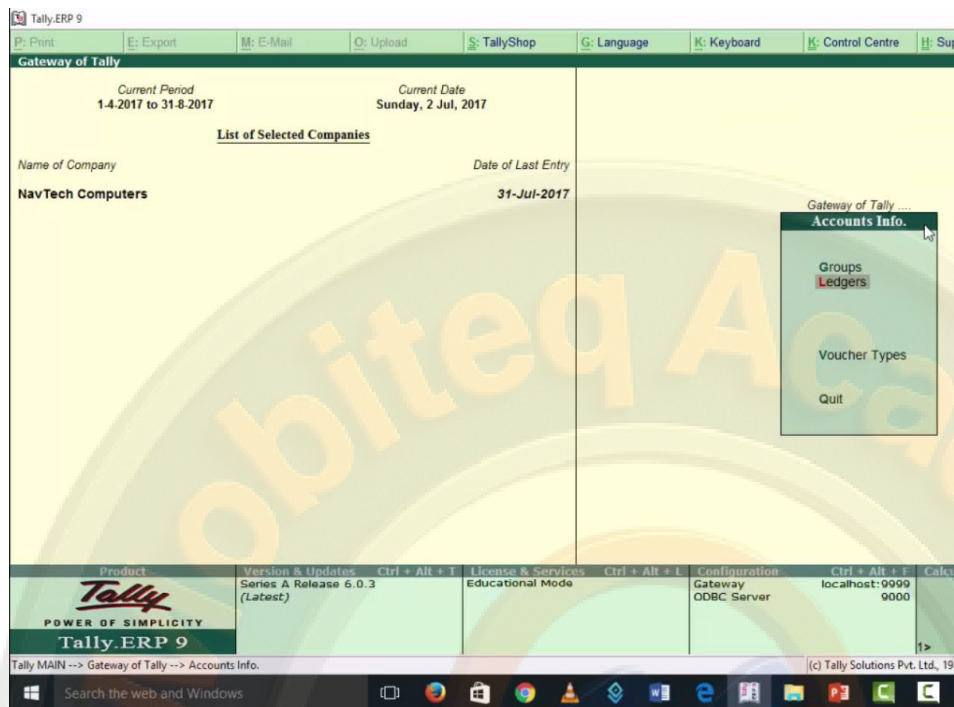 Tally.ERP 9
P: Print E: Export M: E-Mail O: Upload S: TallyShop G: Language K: Keyboard K: Control Centre H: Sup
Gateway of Tally
Current Period Current Date
1-4-2017 to 31-8-2017 Sunday, 2 Jul, 2017
List of Selected Companies
Name of Company Date of Last Entry
NavTech Computers 31-Jul-2017
Gateway of Tally ....
Accounts Info.
Groups
Ledgers
Voucher Types
Quit
obiteq Aca
Product Version & Updates Ctrl + Alt + T License & Services Ctrl + Alt + L Configuration Ctrl + Alt + F Calcu
Series A Release 6.0.3 Educational Mode Gateway localhost:9999
(Latest) ODBC Server 9000
Tally
POWER OF SIMPLICITY
Tally.ERP 9
1>
Tally MAIN --> Gateway of Tally --> Accounts Info. (c) Tally Solutions Pvt. Ltd., 19
Search the web and Windows